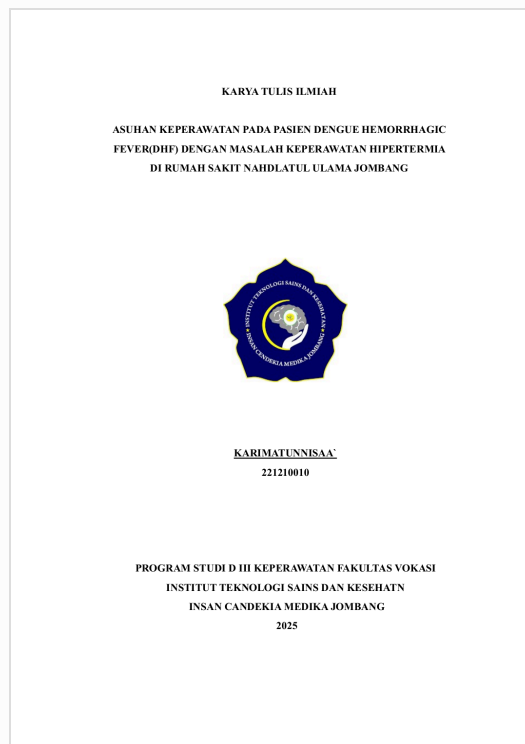 KARYA TULIS ILMIAH
ASUHAN KEPERAWATAN PADA PASIEN DENGUE HEMORRHAGIC
FEVER(DHF) DENGAN MASALAH KEPERAWATAN HIPERTERMIA
DI RUMAH SAKIT NAHDLATUL ULAMA JOMBANG
INSTITUT TEKNOLOGI SAINS DAN KESEHATAN
INSAN CENDEKIA MEDIKA JOMBANG
KARIMATUNNISAA`
221210010
PROGRAM STUDI D III KEPERAWATAN FAKULTAS VOKASI
INSTITUT TEKNOLOGI SAINS DAN KESEHATN
INSAN CANDEKIA MEDIKA JOMBANG
2025